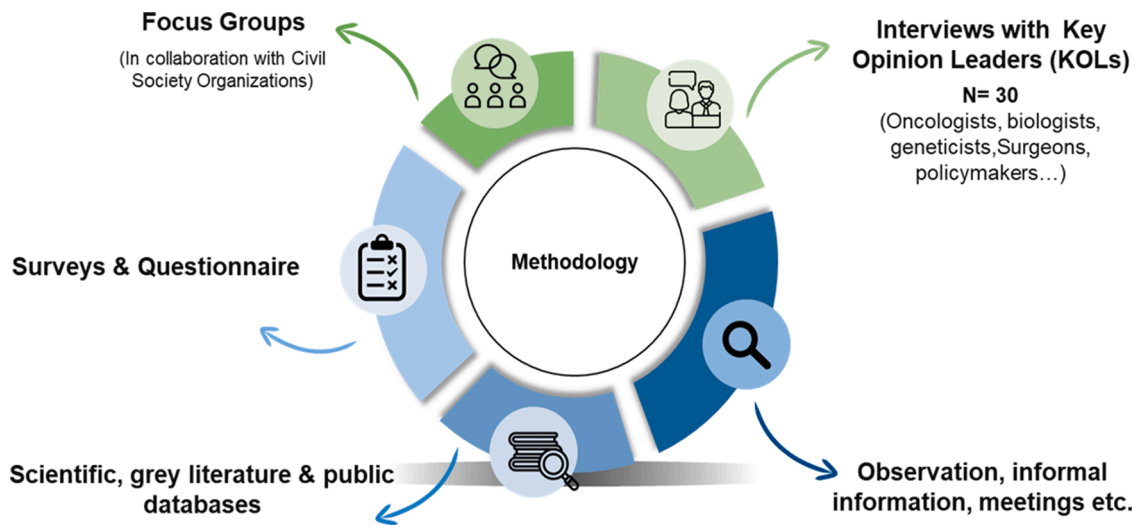 Focus Groups
(In collaboration with Civil
Society Organizations)
Interviews with Key
Opinion Leaders (KOLs)
N= 30
(Oncologists, biologists,
geneticists,Surgeons,
policymakers…)
Methodology
Surveys & Questionnaire
Scientific, grey literature & public
databases
Observation, informal
information, meetings etc.